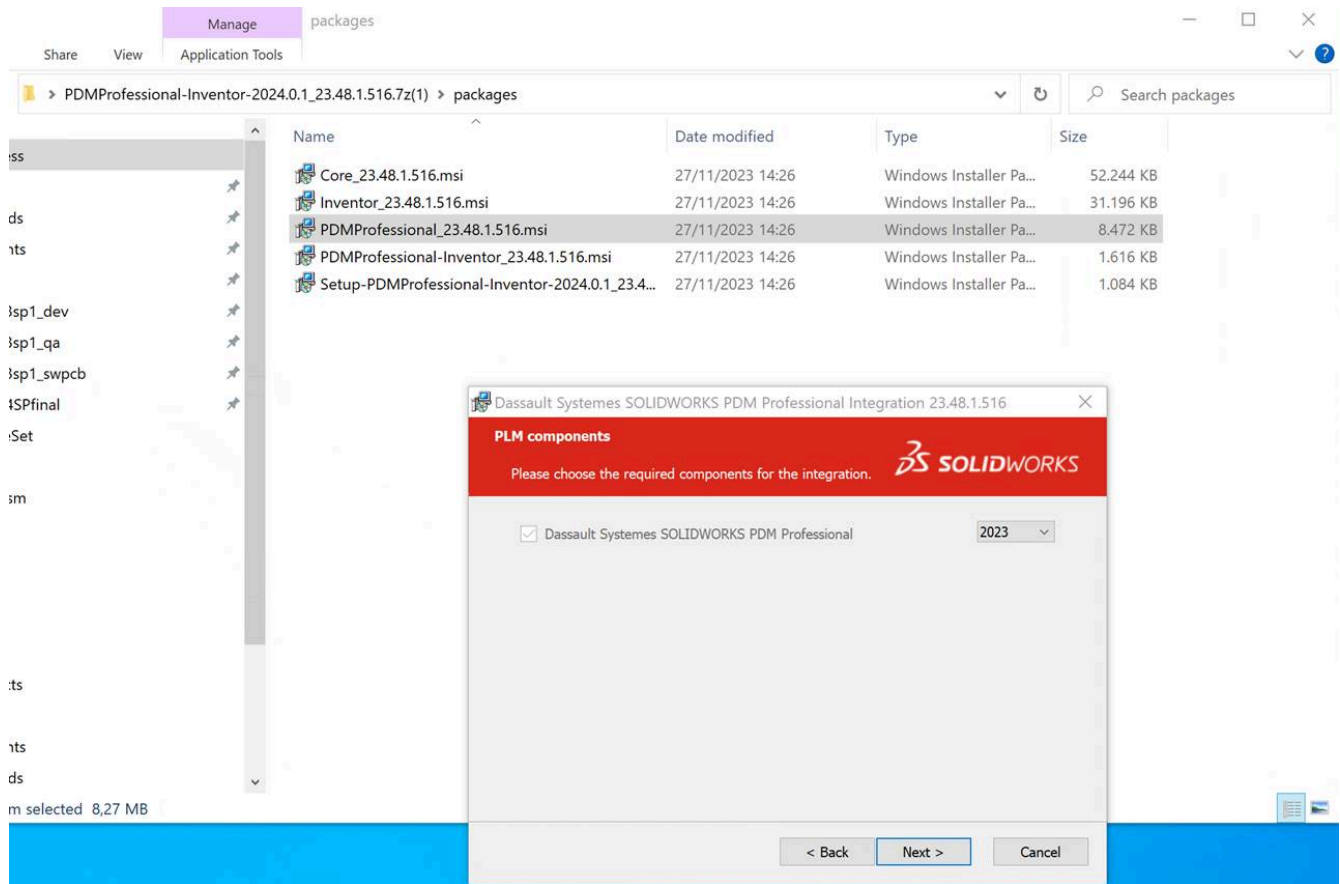 Manage packages
Share View Application Tools
PDMProfessional-Inventor-2024.0.1_23.48.1.516.7z(1) > packages
Search packages
Name Date modified Type Size
ess
Core_23.48.1.516.msi 27/11/2023 14:26 Windows Installer Pa... 52.244 KB
ds
Inventor_23.48.1.516.msi 27/11/2023 14:26 Windows Installer Pa... 31.196 KB
PDMProfessional_23.48.1.516.msi 27/11/2023 14:26 Windows Installer Pa... 8.472 KB
nts
PDMProfessional-Inventor_23.48.1.516.msi 27/11/2023 14:26 Windows Installer Pa... 1.616 KB
Setup-PDMProfessional-Inventor-2024.0.1_23.4... 27/11/2023 14:26 Windows Installer Pa... 1.084 KB
3sp1_dev
3sp1_qa
3sp1_swpcb
4SPfinal
eSet
sm
cts
nts
ds
m selected 8,27 MB
Dassault Systemes SOLIDWORKS PDM Professional Integration 23.48.1.516
PLM components
Please choose the required components for the integration.
SOLIDWORKS
Dassault Systemes SOLIDWORKS PDM Professional 2023
< Back Next > Cancel